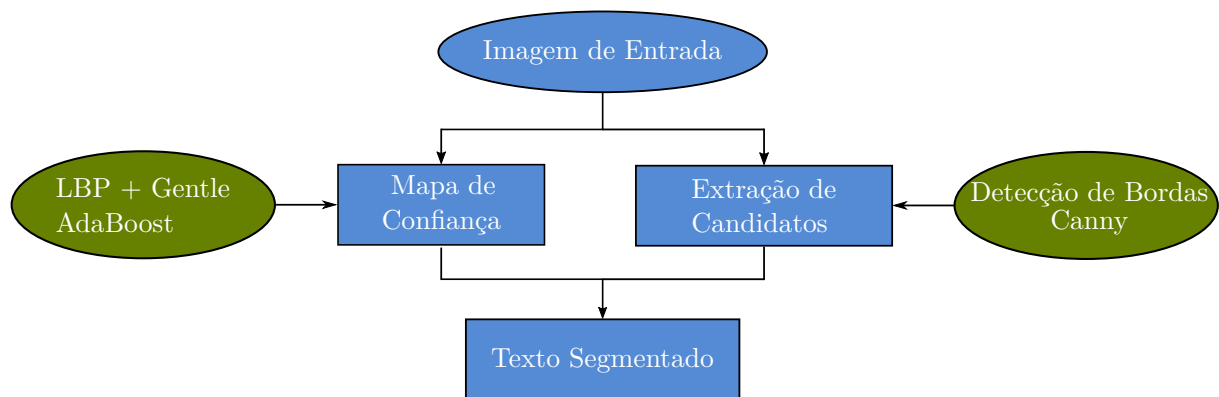 Imagem de Entrada
LBP + Gentle
AdaBoost
Mapa de
Confiança
Extração de
Candidatos
Detecção de Bordas
Canny
Texto Segmentado